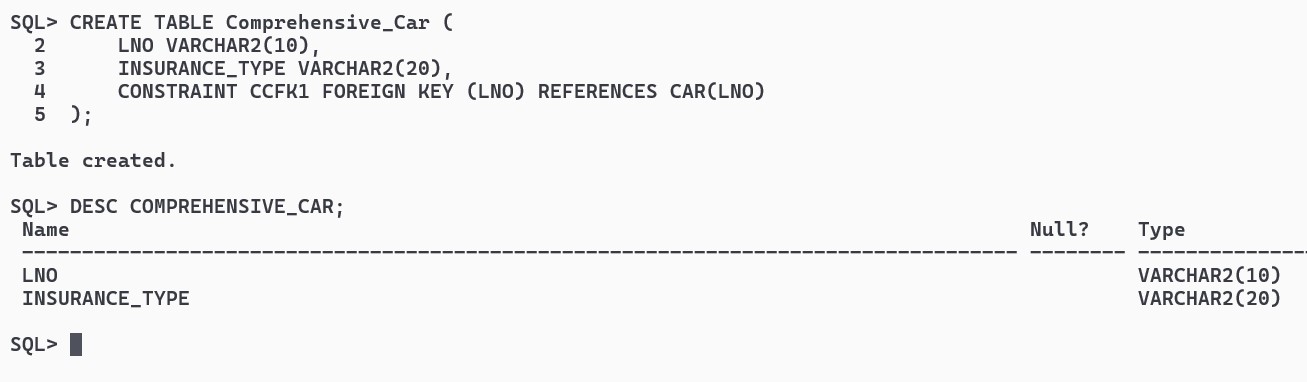 SQL> CREATE TABLE Comprehensive_Car (
  2      LNO VARCHAR2(10),
  3      INSURANCE_TYPE VARCHAR2(20),
  4      CONSTRAINT CCFK1 FOREIGN KEY (LNO) REFERENCES CAR(LNO)
  5  );
Table created.
SQL> DESC COMPREHENSIVE_CAR;
 Name                                                                                Null?    Type
 ----------------------------------------------------------------------------------- -------- --------------
 LNO                                                                                          VARCHAR2(10)
 INSURANCE_TYPE                                                                               VARCHAR2(20)
SQL>